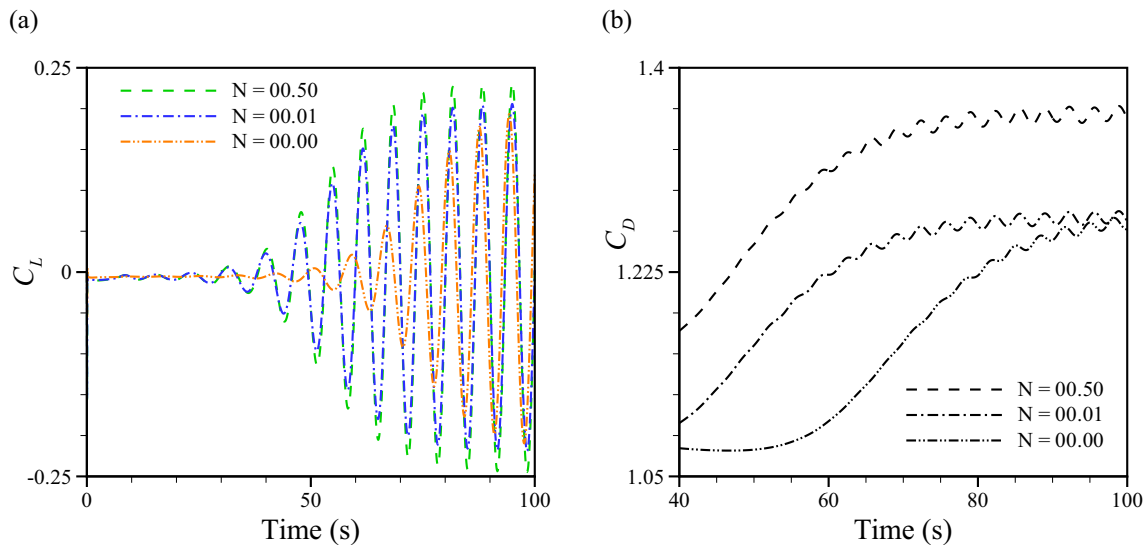 (a)
0.25
N = 00.50
N = 00.01
N = 00.00
C_L
0
-0.25
0
50
100
Time (s)
(b)
1.4
C_D
1.225
N = 00.50
N = 00.01
N = 00.00
1.05
40
60
80
100
Time (s)